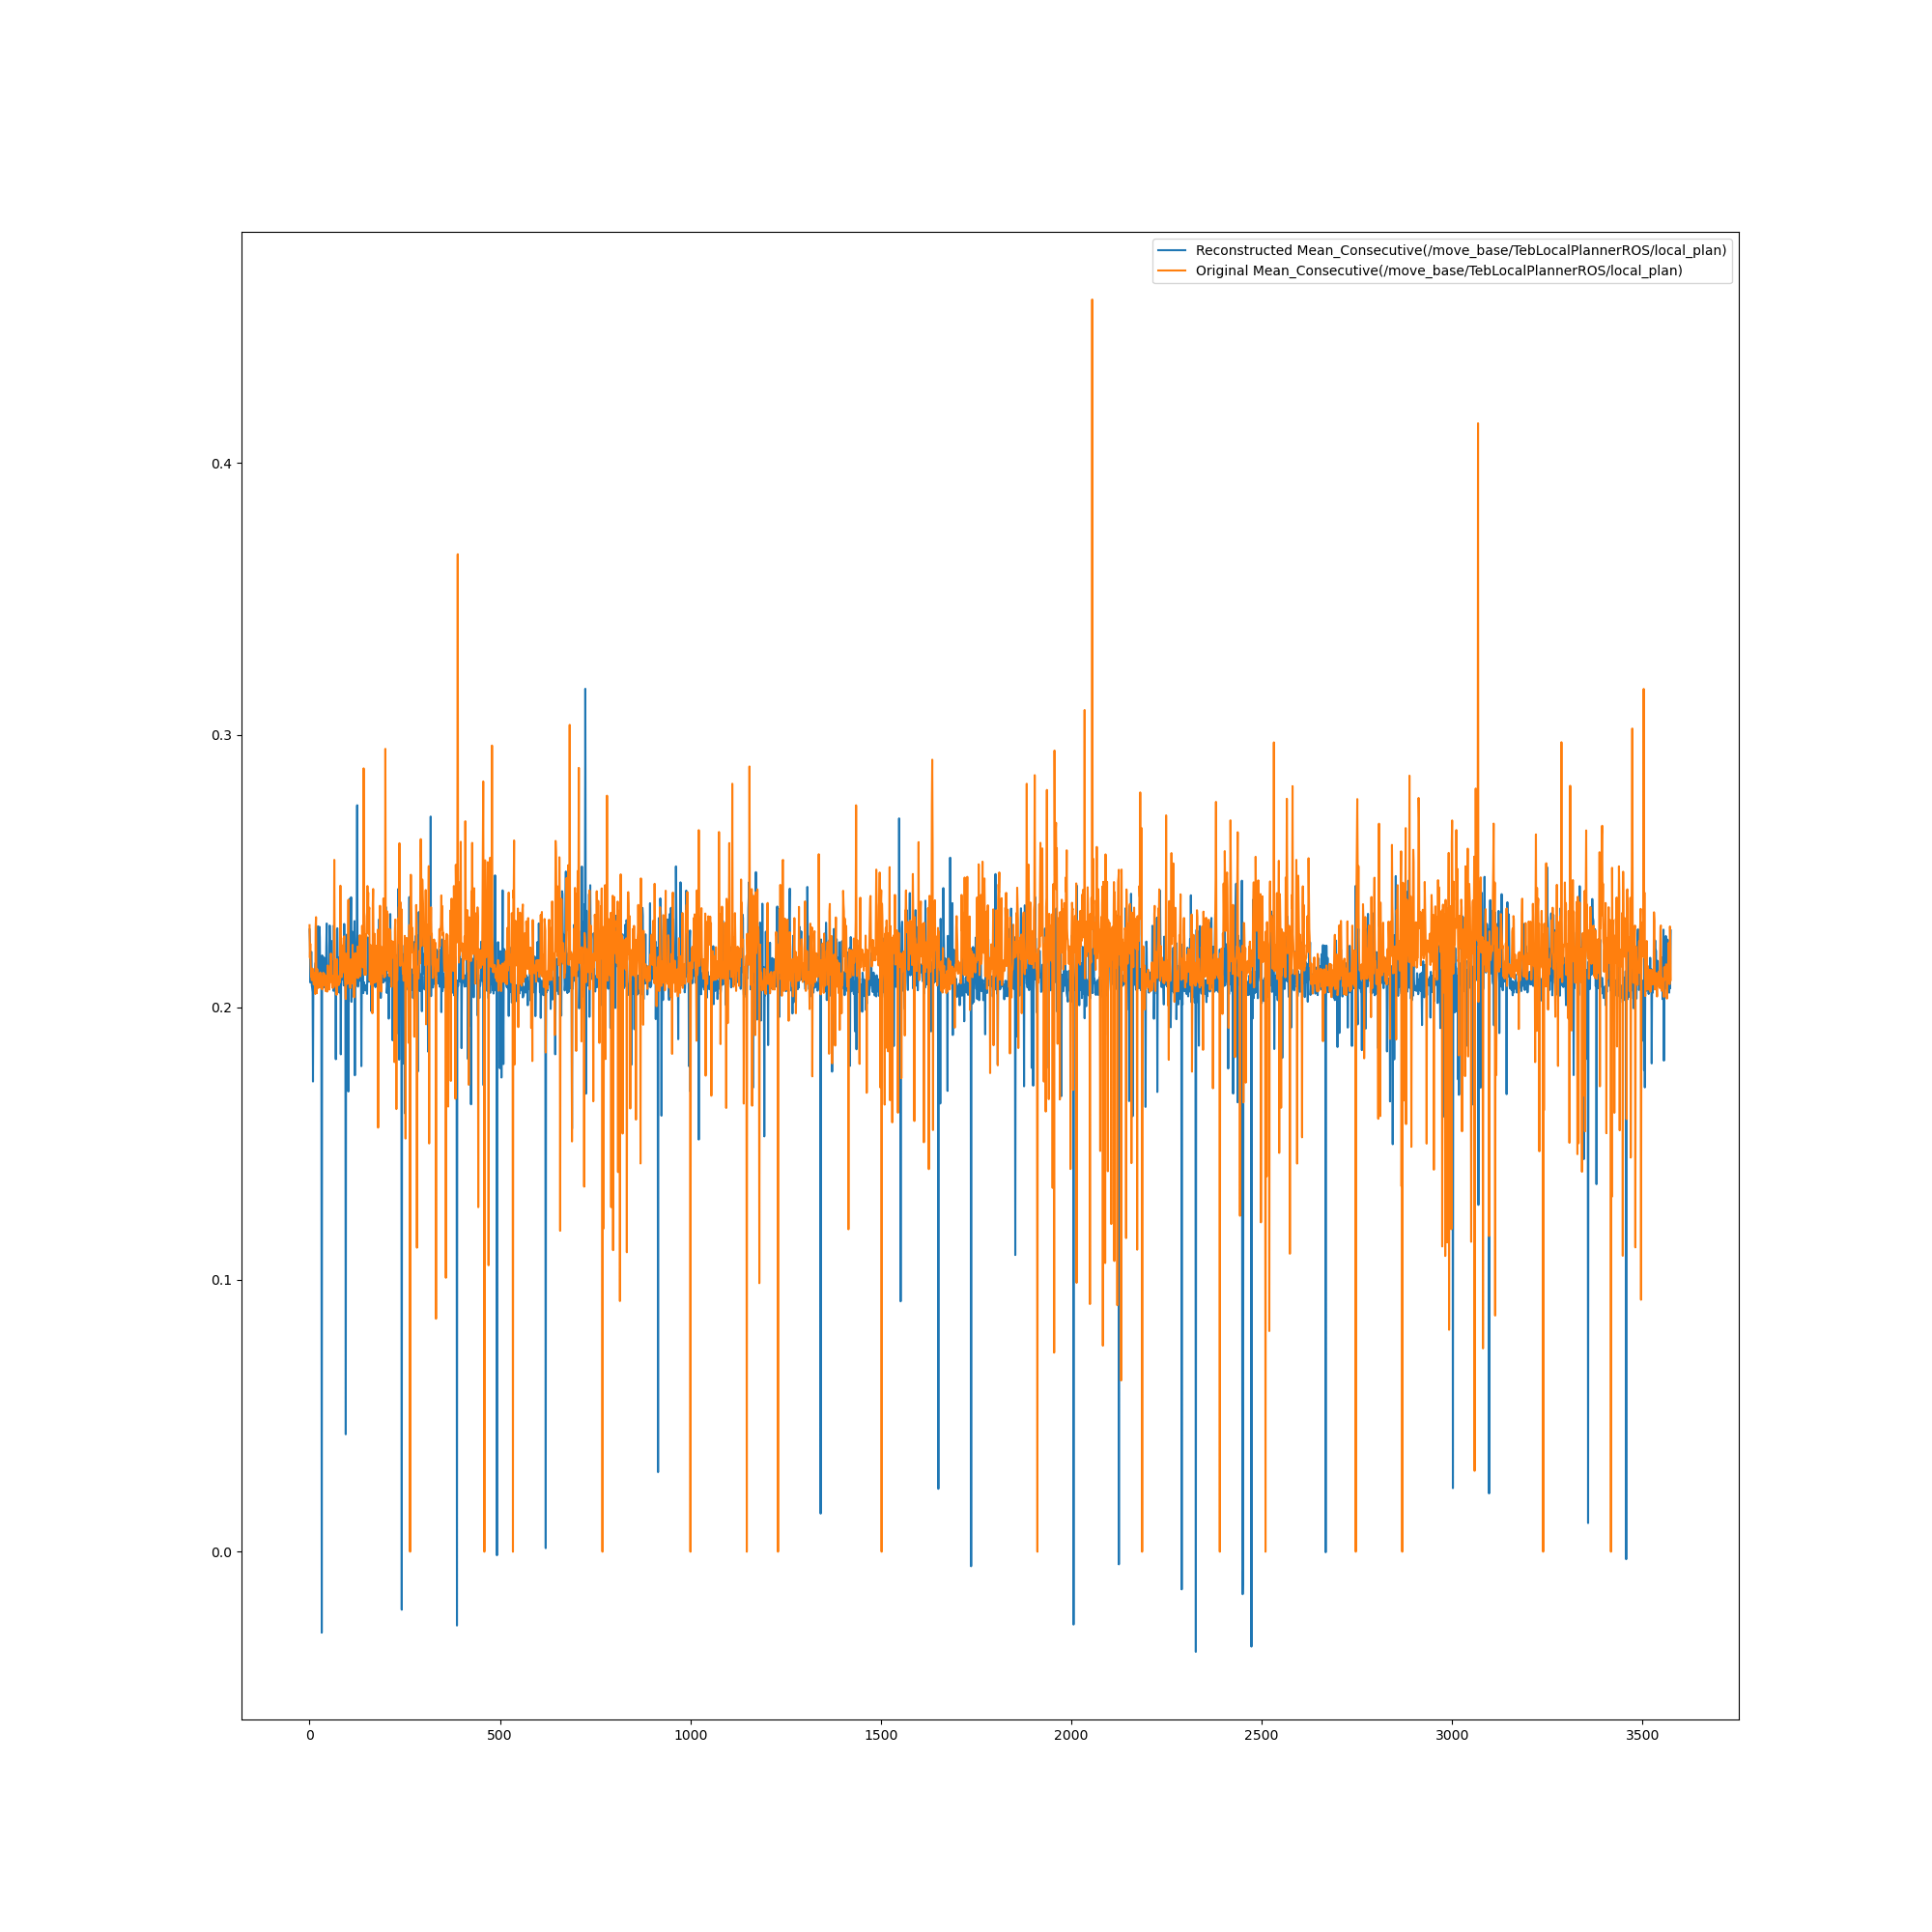 Reconstructed Mean_Consecutive(/move_base/TebLocalPlannerROS/local_plan)
Original Mean_Consecutive(/move_base/TebLocalPlannerROS/local_plan)
0.4
0.3
0.2
0.1
0.0
0 500 1000 1500 2000 2500 3000 3500